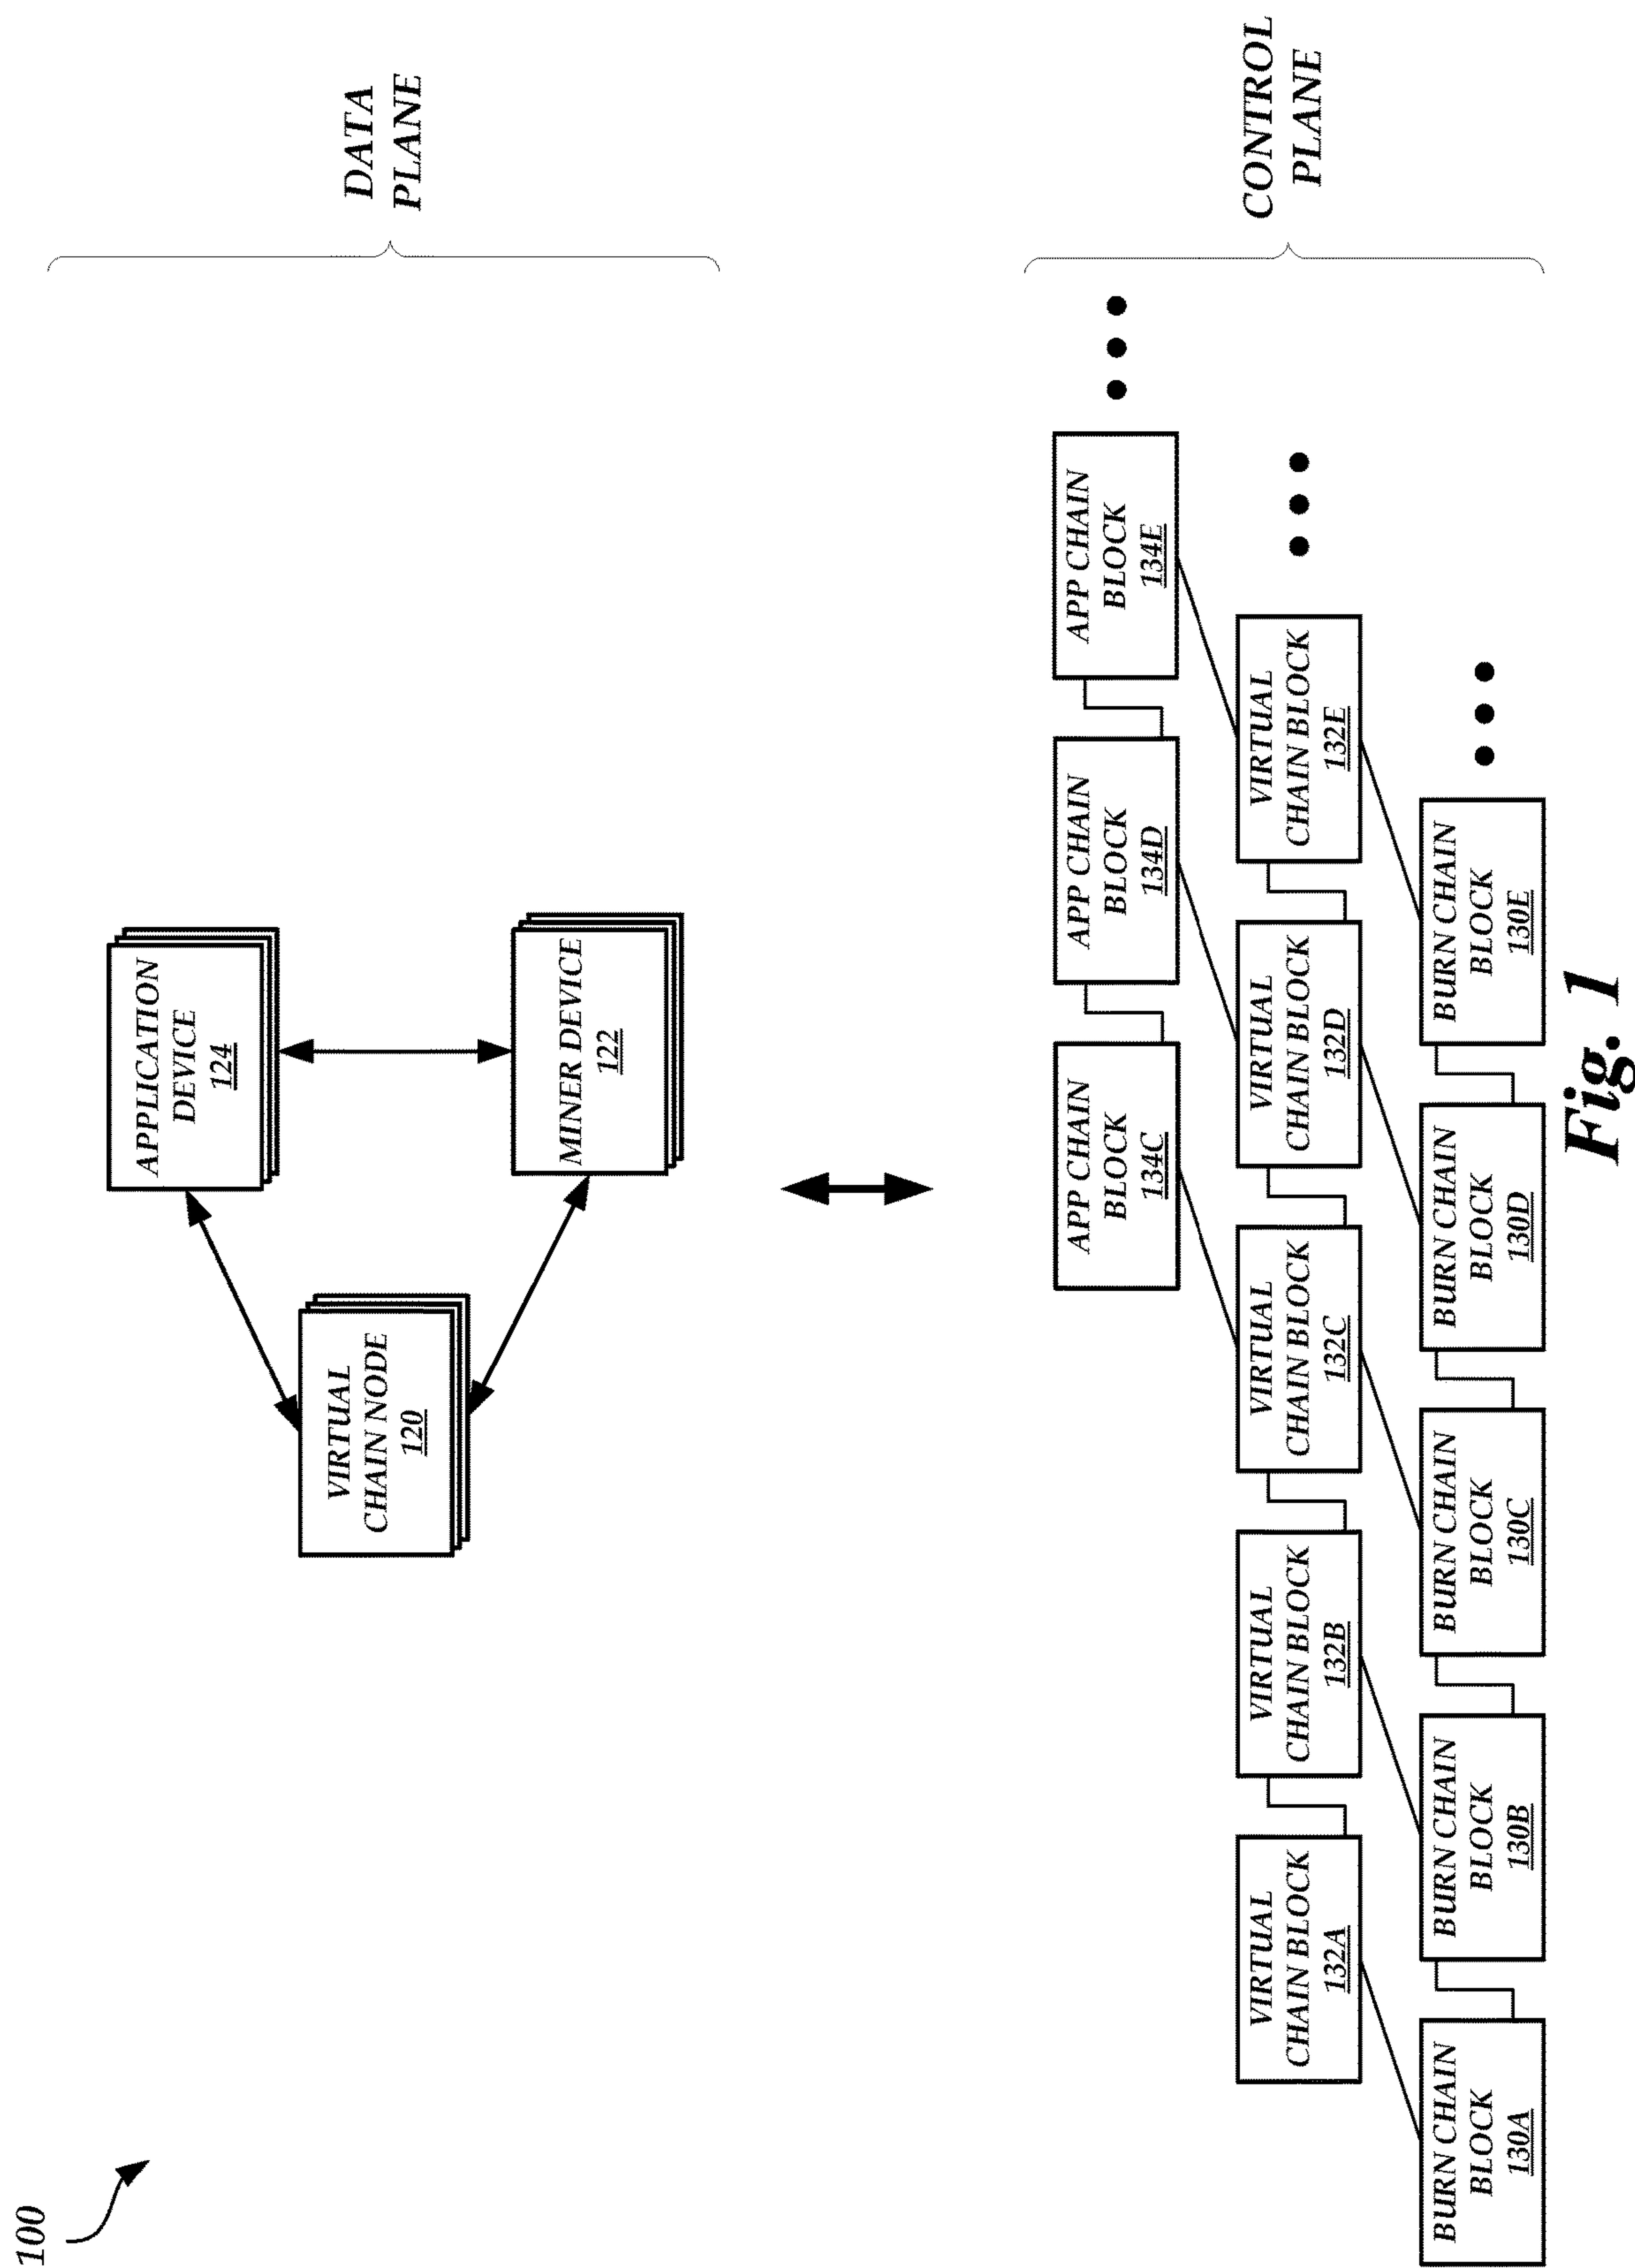 100
DATA
PLANE
APPLICATION
DEVICE
124
VIRTUAL
CHAIN NODE
120
MINER DEVICE
122
CONTROL
PLANE
APP CHAIN
BLOCK
134C
APP CHAIN
BLOCK
134D
APP CHAIN
BLOCK
134E
VIRTUAL
CHAIN BLOCK
132A
VIRTUAL
CHAIN BLOCK
132B
VIRTUAL
CHAIN BLOCK
132C
VIRTUAL
CHAIN BLOCK
132D
VIRTUAL
CHAIN BLOCK
132E
BURN CHAIN
BLOCK
130A
BURN CHAIN
BLOCK
130B
BURN CHAIN
BLOCK
130C
BURN CHAIN
BLOCK
130D
BURN CHAIN
BLOCK
130E
Fig. 1